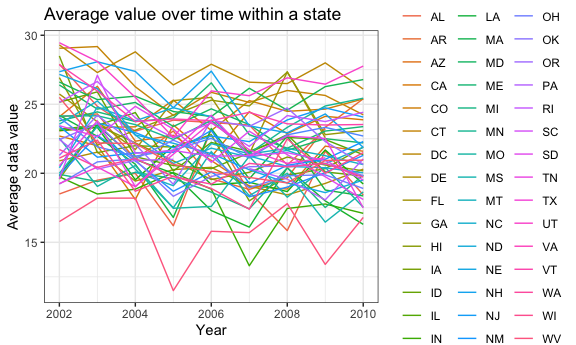 Average value over time within a state
Average data value
30
25
20
15
2002
2004
2006
2008
2010
Year
AL
AR
AZ
CA
CO
CT
DC
DE
FL
GA
HI
IA
ID
IL
IN
LA
MA
MD
ME
MI
MN
MO
MS
MT
NC
ND
NE
NH
NJ
NM
OH
OK
OR
PA
RI
SC
SD
TN
TX
UT
VA
VT
WA
WI
WV